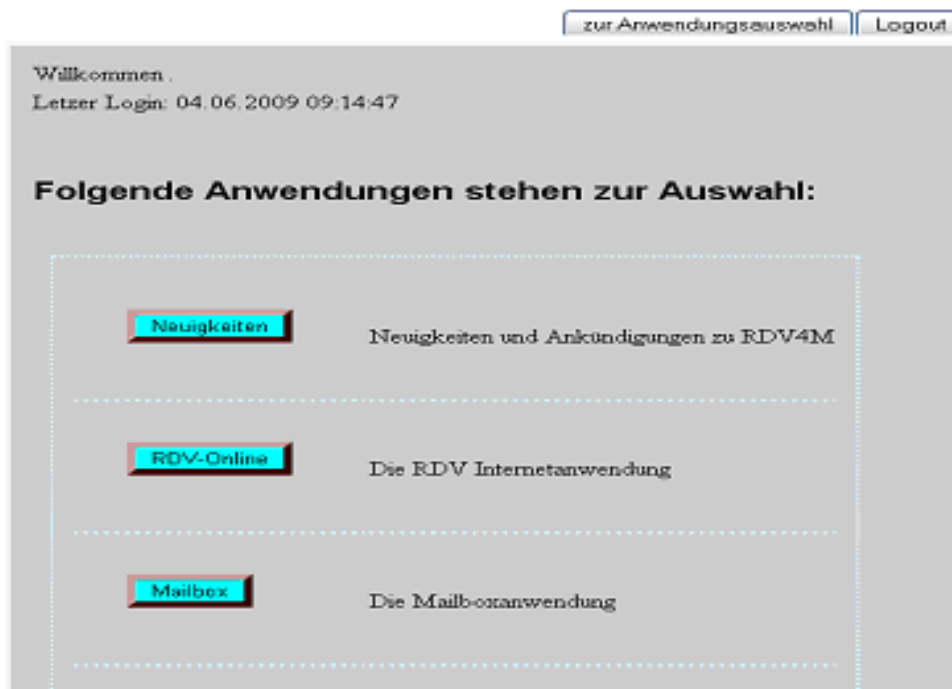 zur Anwendungsauswahl Logout
Willkommen .
Letzer Login: 04.06.2009 09:14:47
Folgende Anwendungen stehen zur Auswahl:
Neuigkeiten Neuigkeiten und Ankündigungen zu RDV4M
RDV-Online Die RDV Internetanwendung
Mailbox Die Mailboxanwendung